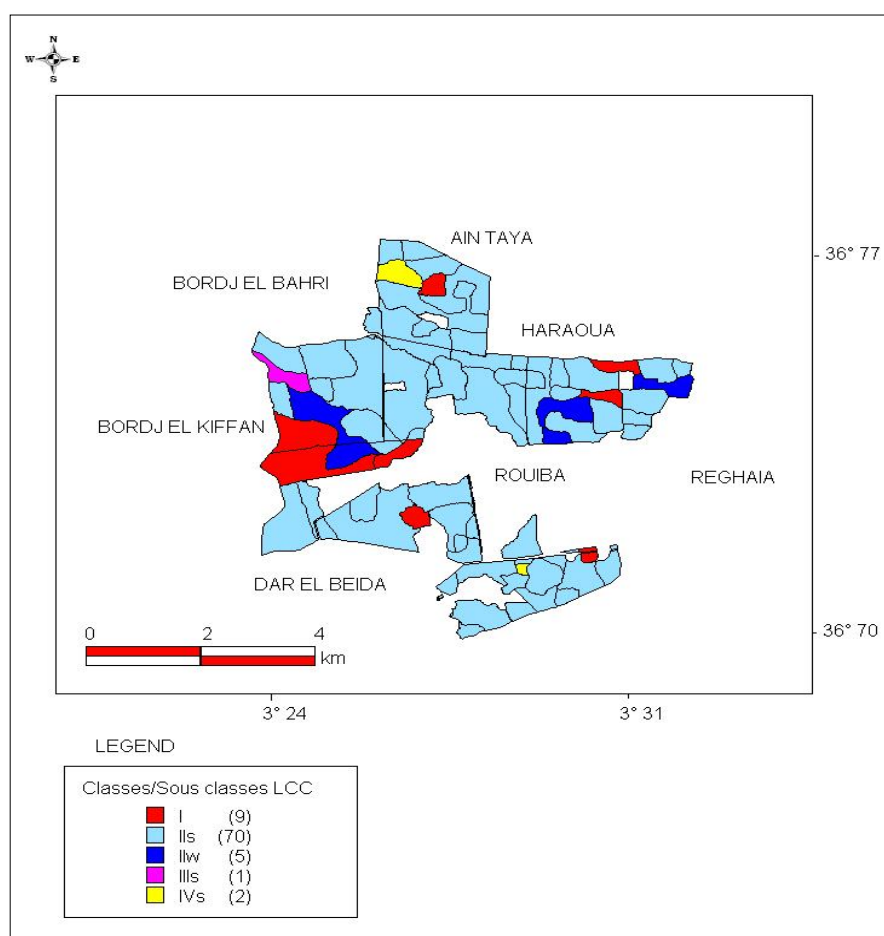 N
W E
S
AIN TAYA
36° 77
BORDJ EL BAHRI
HARAOUA
BORDJ EL KIFFAN
ROUIBA
REGHAIA
DAR EL BEIDA
0 2 4
km
36° 70
3° 24 3° 31
LEGEND
Classes/Sous classes LCC
I (9)
IIs (70)
IIw (5)
IIIs (1)
IVs (2)